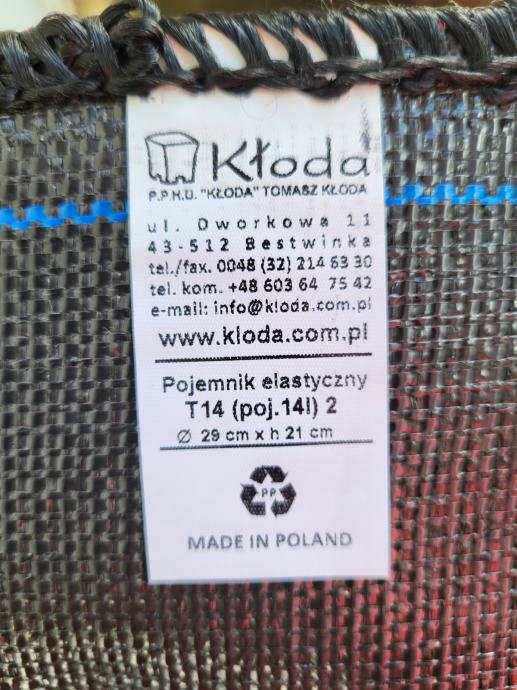 Kłoda
P.P.H.U. "KŁODA" TOMASZ KŁODA
ul. Dworkowa 11
43-512 Bestwinka
tel./fax. 0048 (32) 214 63 30
tel. kom. +48 603 64 75 42
e-mail: info@kloda.com.pl
www.kloda.com.pl
Pojemnik elastyczny
T14 (poj.14l) 2
Ø 29 cm x h 21 cm
PP
MADE IN POLAND